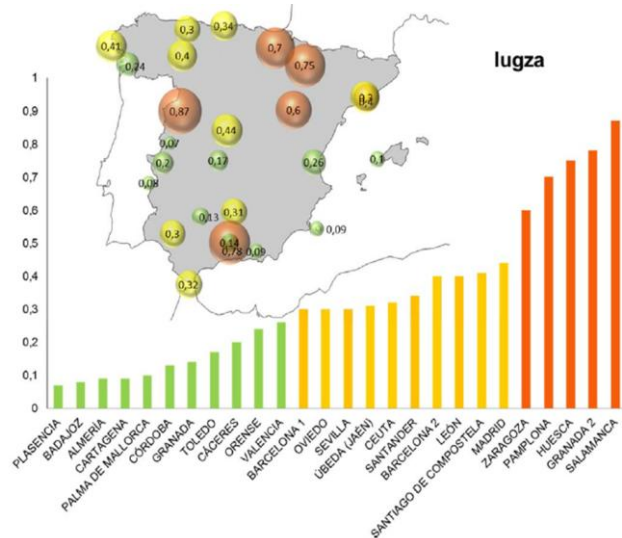 0,34
0,3
0,41
0,7
0,4
0,24
0,75
lugza
1
0,9
0,8
0,7
0,6
0,5
0,4
0,3
0,2
0,1
0
0,3
0,87
0,6
0,44
0,07
0,2
0,17
0,26
0,1
0,08
0,13
0,31
0,3
0,14
0,78
0,09
0,09
0,32
PLASENCIA
BADAJOZ
ALMERÍA
CARTAGENA
PALMA DE MALLORCA
CÓRDOBA
GRANADA
TOLEDO
CÁCERES
ORENSE
VALENCIA
BARCELONA 1
OVIEDO
SEVILLA
ÚBEDA (JAÉN)
CEUTA
SANTANDER
BARCELONA 2
LEÓN
SANTIAGO DE COMPOSTELA
MADRID
ZARAGOZA
PAMPLONA
HUESCA
GRANADA 2
SALAMANCA